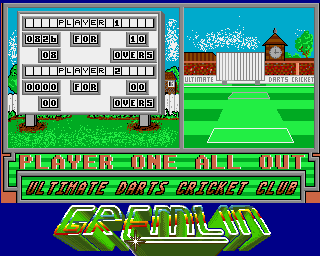 PLAYER 1
0826 FOR 10
08 OVERS
PLAYER 2
0000 FOR 00
00 OVERS
ULTIMATE DARTS CRICKET
PLAYER ONE ALL OUT
ULTIMATE DARTS CRICKET CLUB
GREMLIN